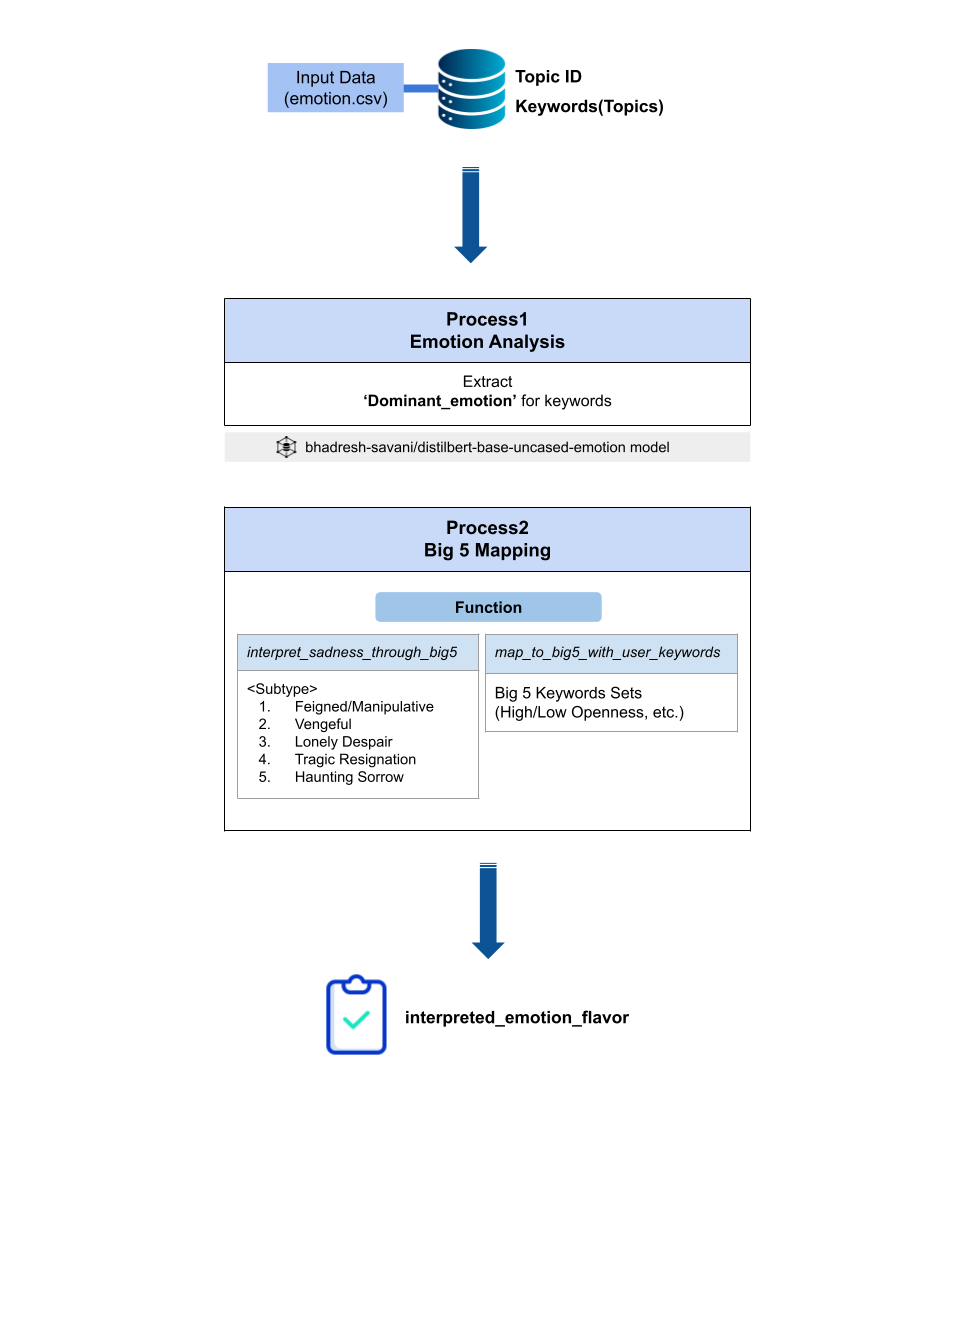 Input Data
(emotion.csv)
Topic ID
Keywords(Topics)
Process1
Emotion Analysis
Extract
‘Dominant_emotion’ for keywords
bhadresh-savani/distilbert-base-uncased-emotion model
Process2
Big 5 Mapping
Function
interpret_sadness_through_big5
<Subtype>
1. Feigned/Manipulative
2. Vengeful
3. Lonely Despair
4. Tragic Resignation
5. Haunting Sorrow
map_to_big5_with_user_keywords
Big 5 Keywords Sets
(High/Low Openness, etc.)
interpreted_emotion_flavor